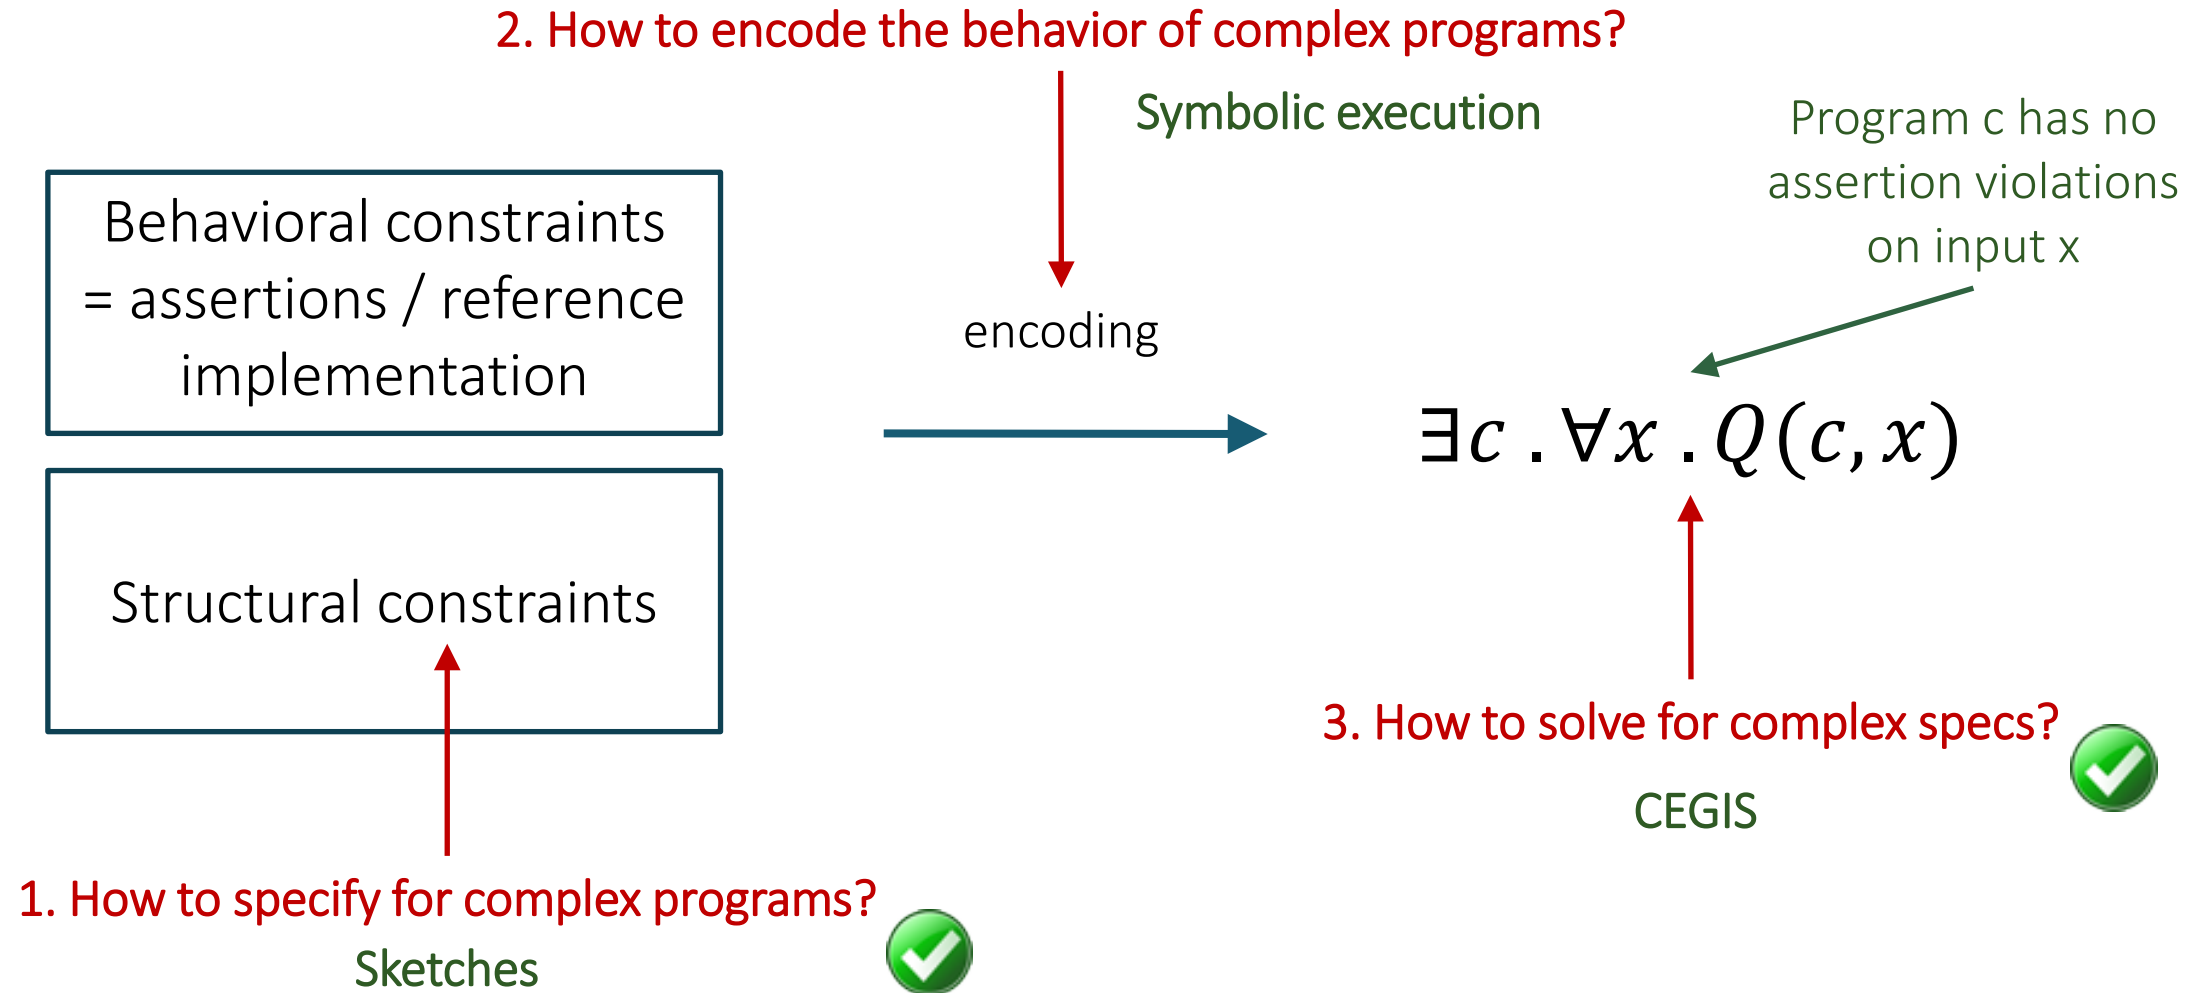 2. How to encode the behavior of complex programs?
Symbolic execution
Program c has no
assertion violations
on input x
Behavioral constraints
= assertions / reference
implementation
encoding
∃c . ∀x . Q(c, x)
Structural constraints
3. How to solve for complex specs?
CEGIS
1. How to specify for complex programs?
Sketches